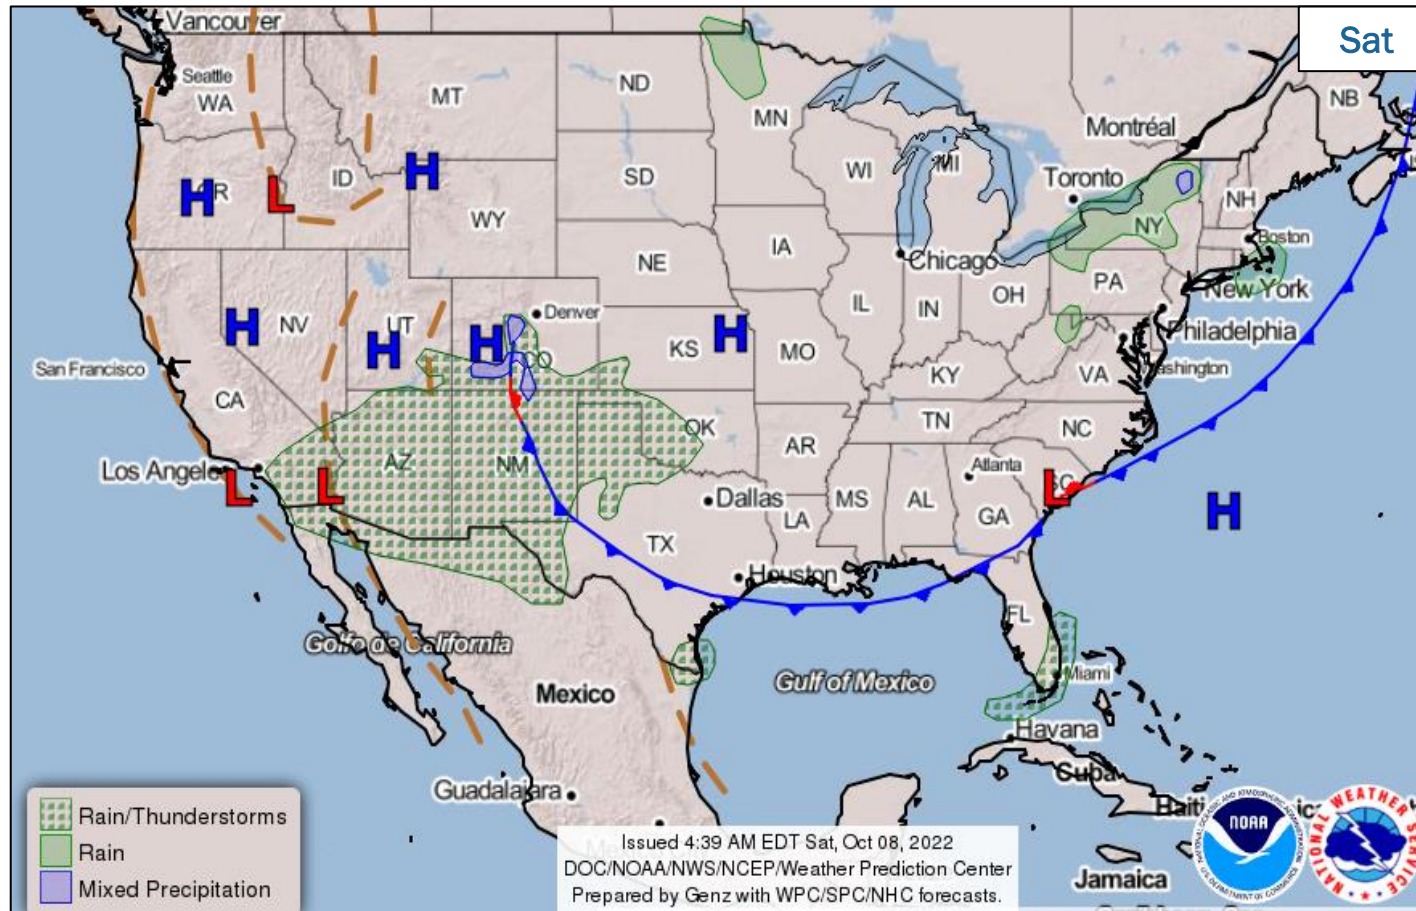 Sat
Vancouver
Seattle
WA
MT
ND
MN
NB
Montréal
H
OR
L
ID
H
SD
WI
MI
Toronto
NH
WY
NY
Boston
NE
IA
Chicago
PA
New York
H
NV
H
UT
H
CO
Denver
KS
H
MO
IL
IN
OH
Philadelphia
San Francisco
CA
KY
VA
Washington
AZ
NM
OK
AR
TN
NC
Los Angeles
L
L
Dallas
MS
AL
Atlanta
GA
L
SC
H
TX
LA
Houston
FL
Golfo de California
Mexico
Gulf of Mexico
Miami
Havana
Cuba
Guadalajara
Haiti
Jamaica
Rain/Thunderstorms
Rain
Mixed Precipitation
Issued 4:39 AM EDT Sat, Oct 08, 2022
DOC/NOAA/NWS/NCEP/Weather Prediction Center
Prepared by Genz with WPC/SPC/NHC forecasts.
NOAA
NATIONAL WEATHER